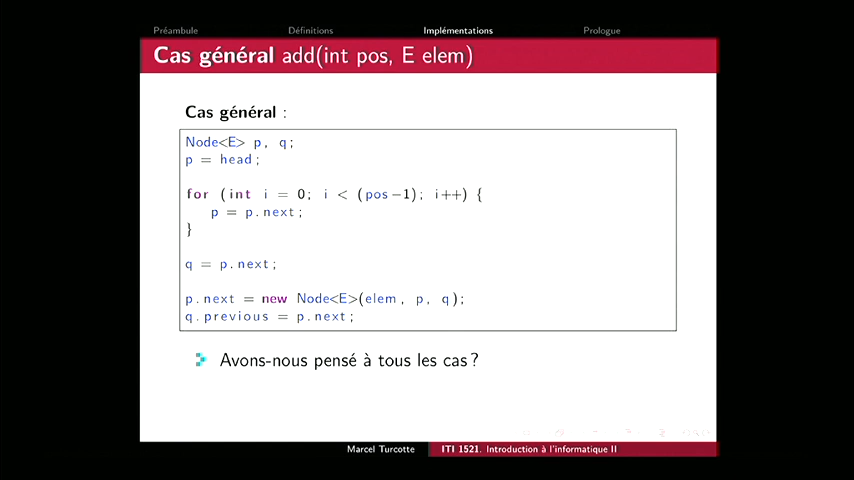 Préambule Définitions Implémentations Prologue
Cas général add(int pos, E elem)
Cas général :
Node<E> p, q;
p = head;
for (int i = 0; i < (pos-1); i++) {
p = p.next;
}
q = p.next;
p.next = new Node<E>(elem, p, q);
q.previous = p.next;
Avons-nous pensé à tous les cas ?
Marcel Turcotte ITI 1521. Introduction à l'informatique II